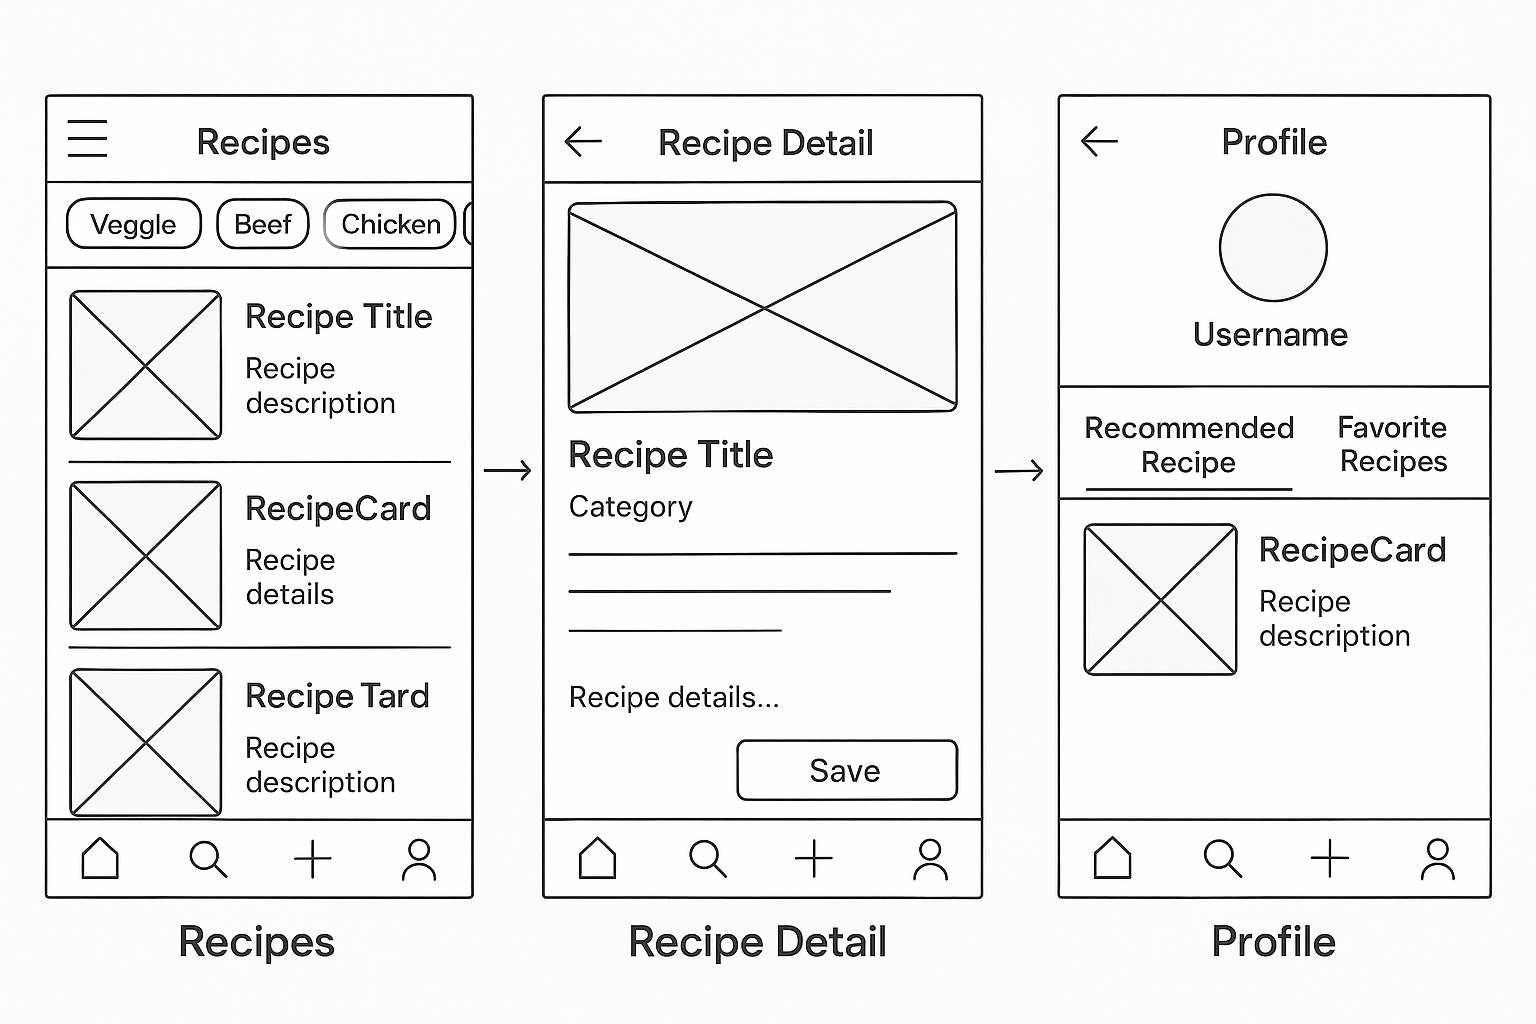 Recipes
Veggle
Beef
Chicken
Recipe Title
Recipe
description
RecipeCard
Recipe
details
Recipe Tard
Recipe
description
Recipes
Recipe Detail
Recipe Title
Category
Recipe details...
Save
Recipe Detail
Profile
Username
Recommended
Recipe
Favorite
Recipes
RecipeCard
Recipe
description
Profile